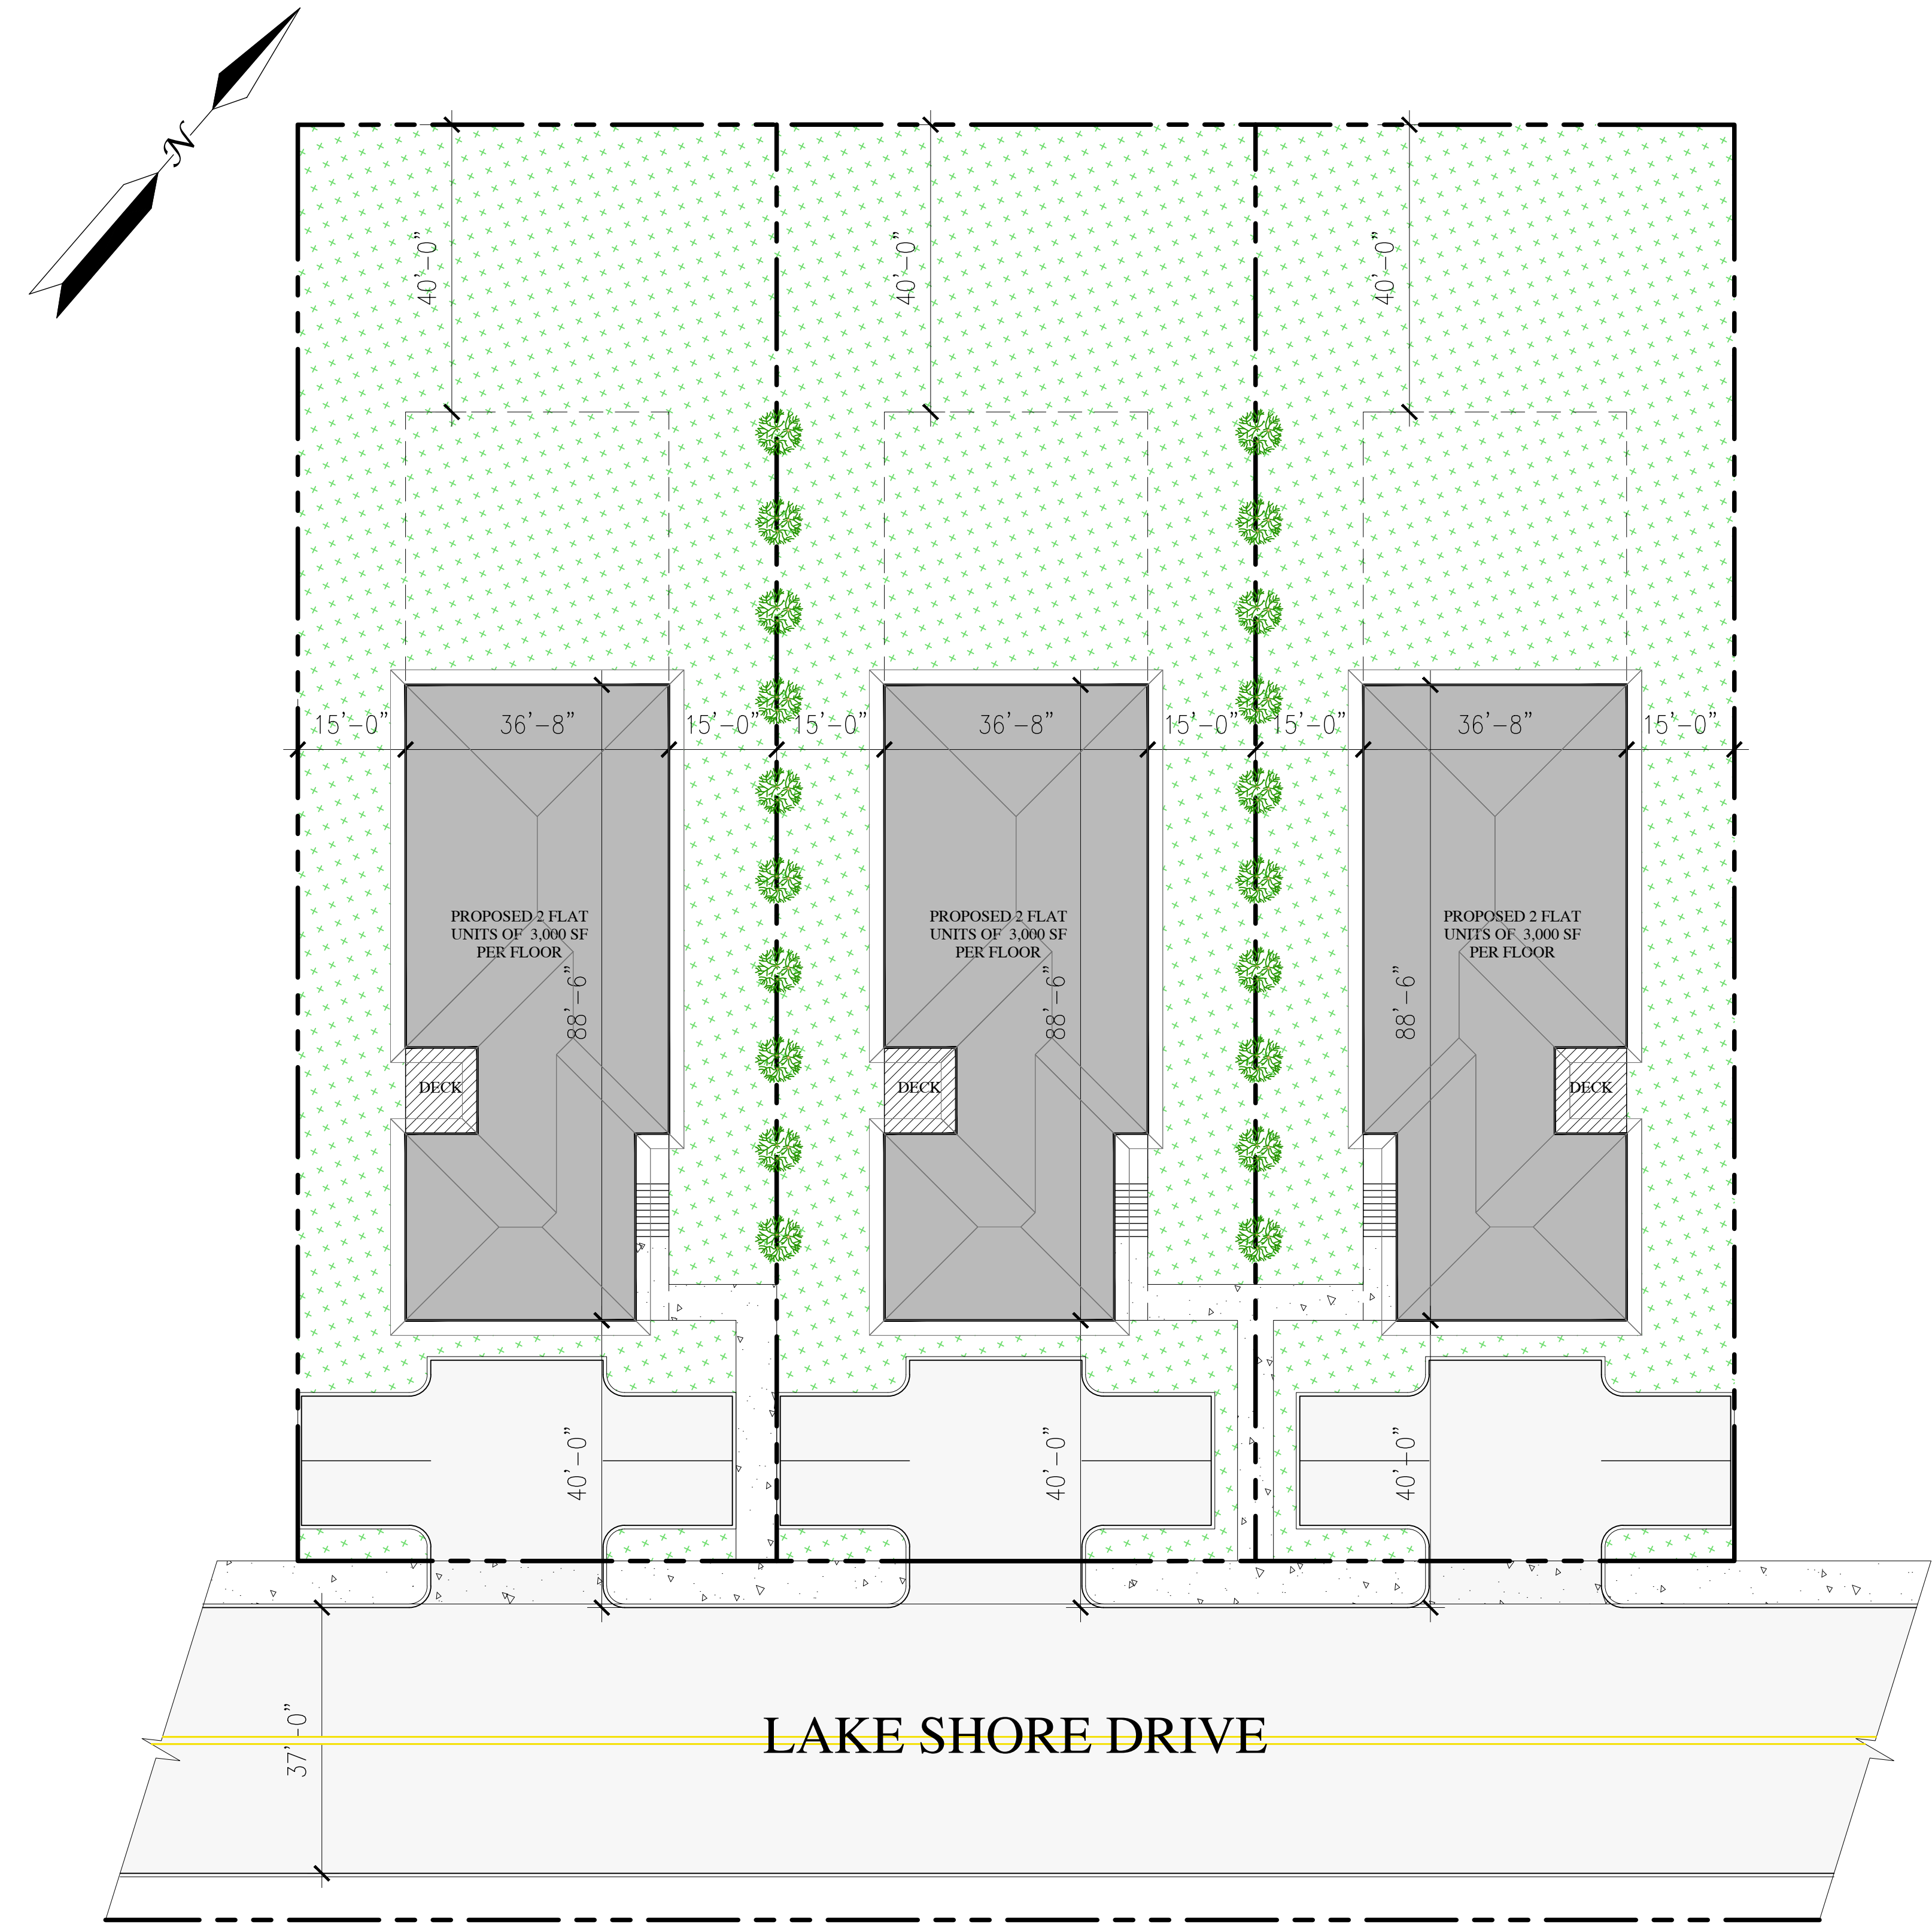 N
40'-0"
40'-0"
40'-0"
15'-0"
36'-8"
15'-0"
15'-0"
36'-8"
15'-0"
15'-0"
36'-8"
15'-0"
PROPOSED 2 FLAT
UNITS OF 3,000 SF
PER FLOOR
88'-6"
DECK
PROPOSED 2 FLAT
UNITS OF 3,000 SF
PER FLOOR
88'-6"
DECK
PROPOSED 2 FLAT
UNITS OF 3,000 SF
PER FLOOR
88'-6"
DECK
40'-0"
40'-0"
40'-0"
37'-0"
LAKE SHORE DRIVE